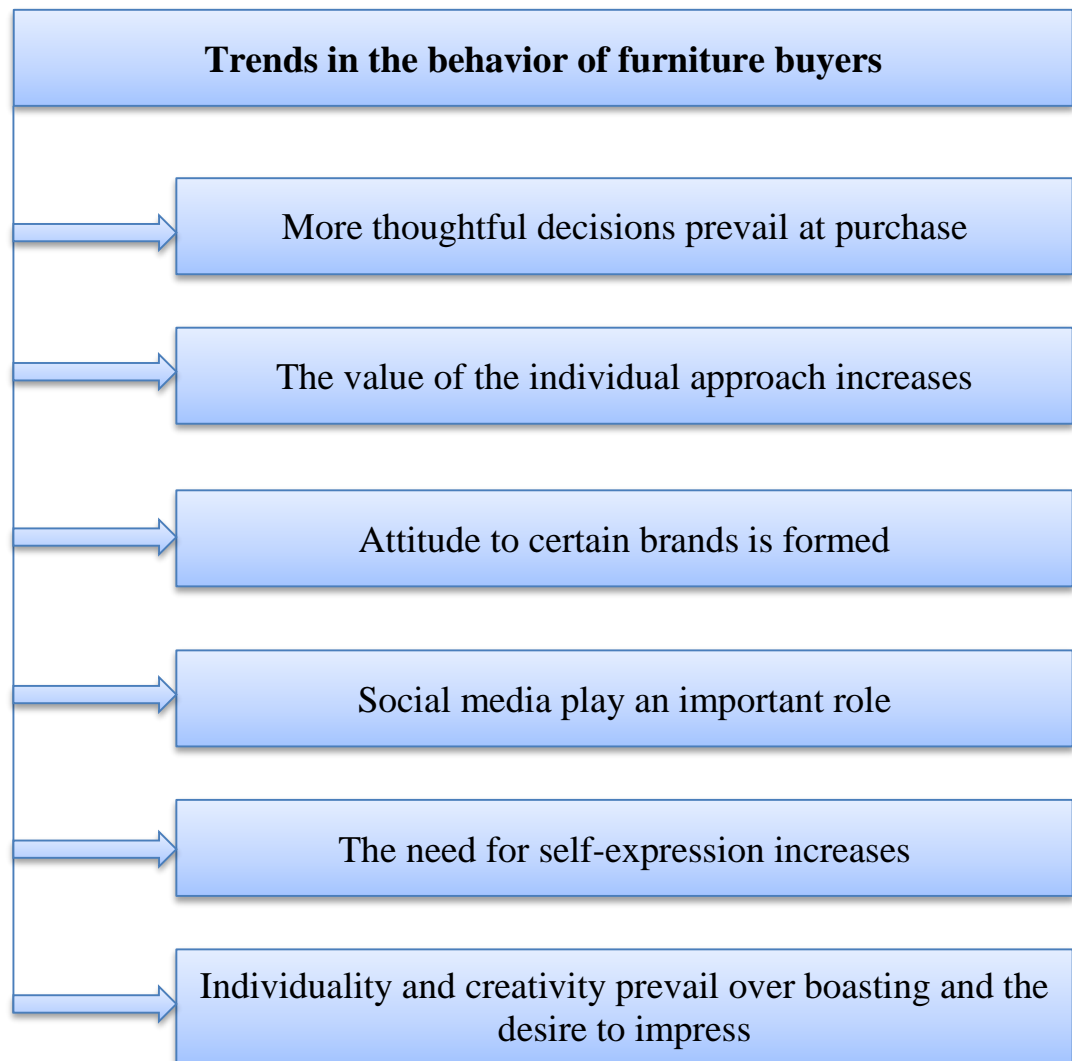 Trends in the behavior of furniture buyers
More thoughtful decisions prevail at purchase
The value of the individual approach increases
Attitude to certain brands is formed
Social media play an important role
The need for self-expression increases
Individuality and creativity prevail over boasting and the
desire to impress